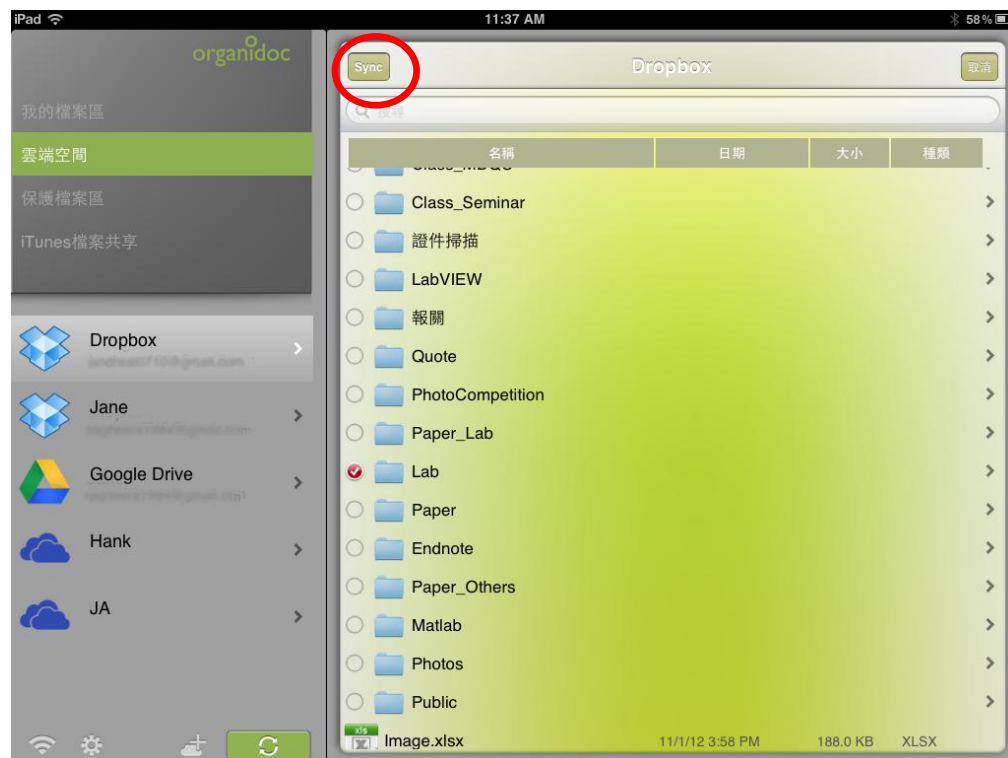 iPad 11:37 AM 58%
organidoc
我的檔案區
雲端空間
保護檔案區
iTunes檔案共享
Dropbox
Jane
Google Drive
Hank
JA
Sync Dropbox 取消
搜尋
名稱 日期 大小 種類
Class_Seminar
證件掃描
LabVIEW
報關
Quote
PhotoCompetition
Paper_Lab
Lab
Paper
Endnote
Paper_Others
Matlab
Photos
Public
xls Image.xlsx 11/1/12 3:58 PM 188.0 KB XLSX